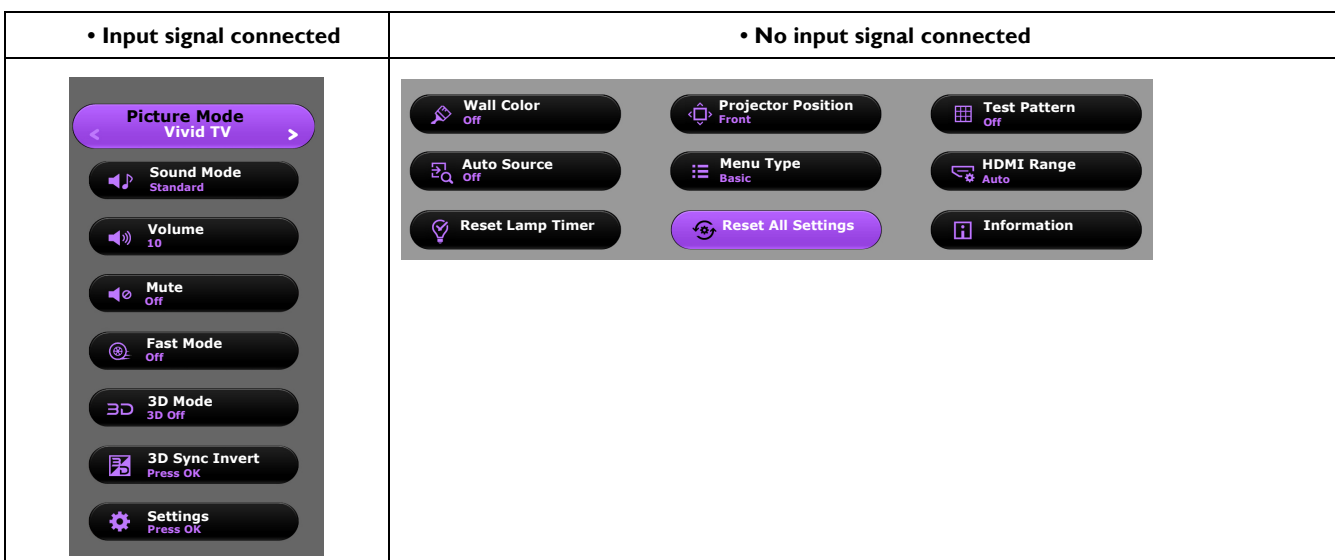 • Input signal connected
• No input signal connected
Picture Mode
< Vivid TV >
Sound Mode
Standard
Volume
10
Mute
Off
Fast Mode
Off
3D Mode
3D Off
3D Sync Invert
Press OK
Settings
Press OK
Wall Color
Off
Projector Position
Front
Test Pattern
Off
Auto Source
Off
Menu Type
Basic
HDMI Range
Auto
Reset Lamp Timer
Reset All Settings
Information